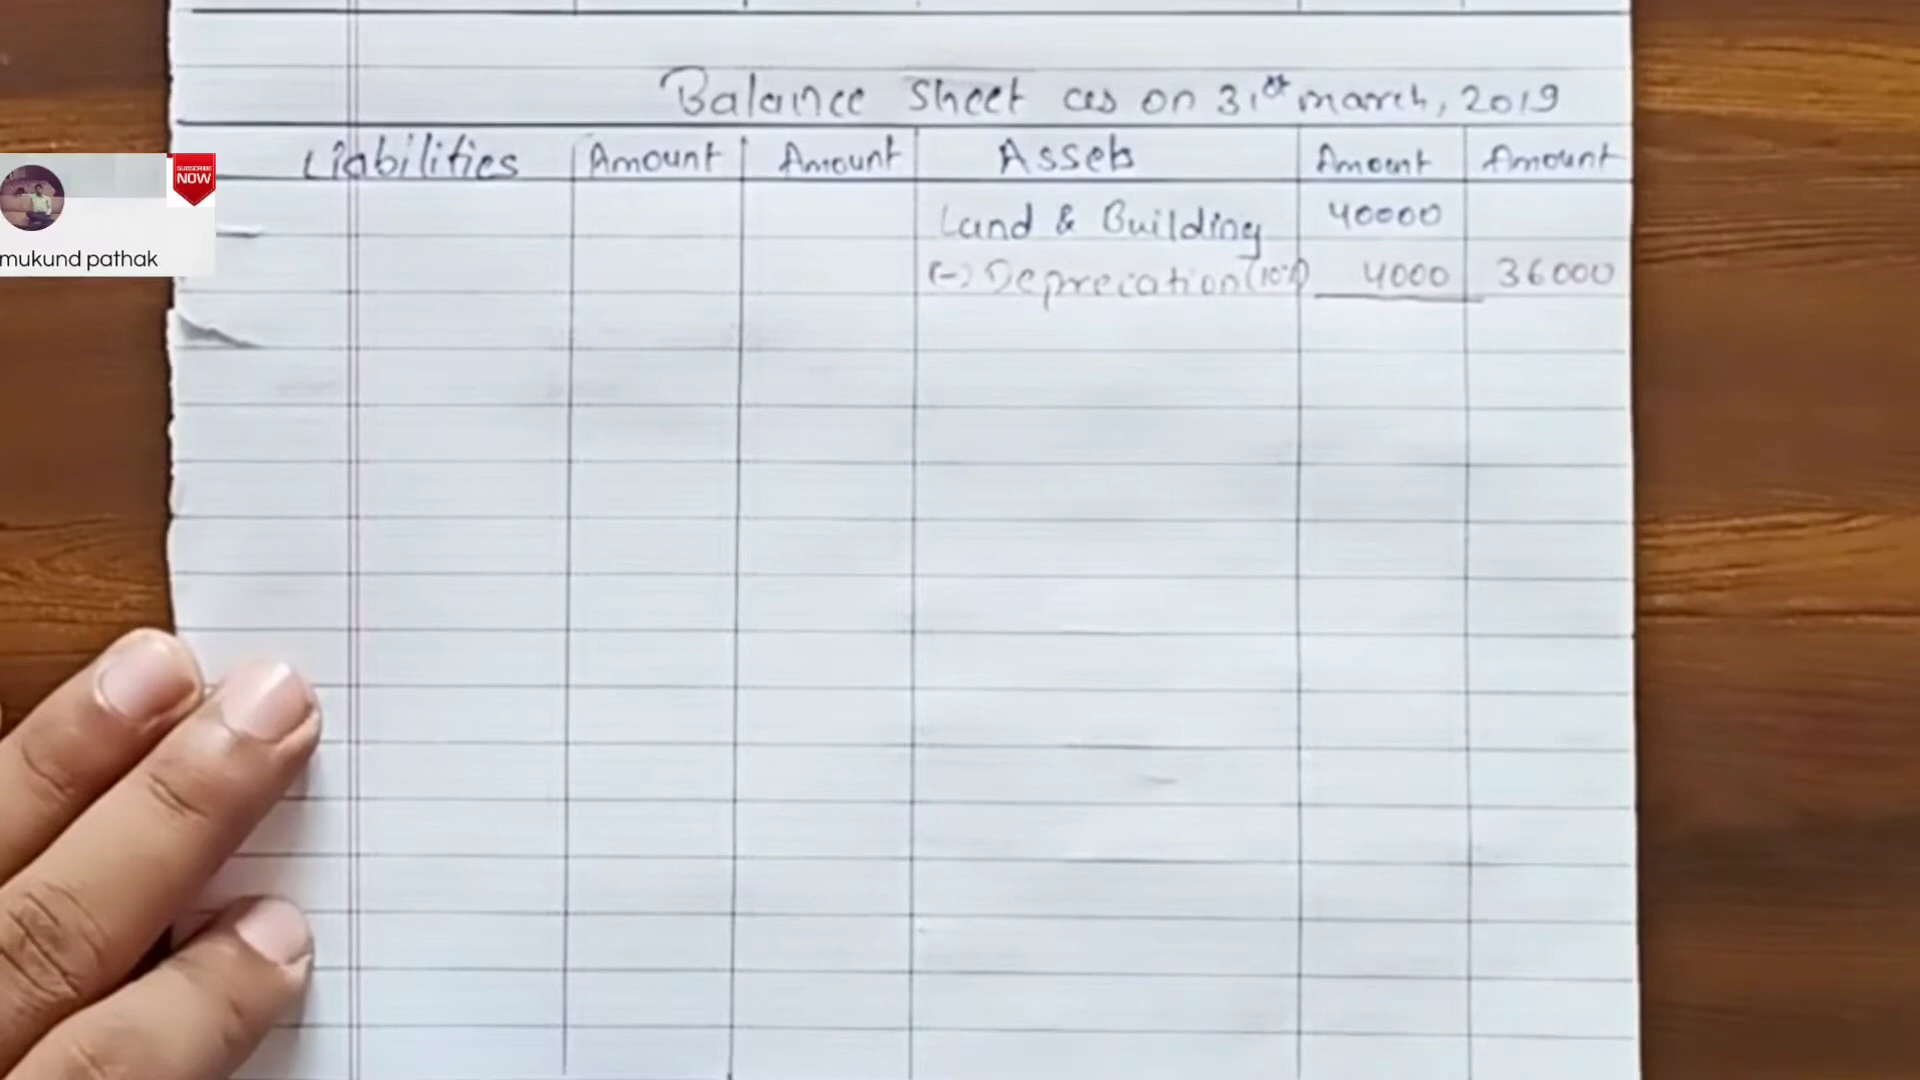 Balance Sheet as on 31st march, 2019
Liabilities Amount Amount Assets Amount Amount
SUBSCRIBE
NOW
Land & Building 40000
mukund pathak
(-) Depreciation (10%) 4000 36000